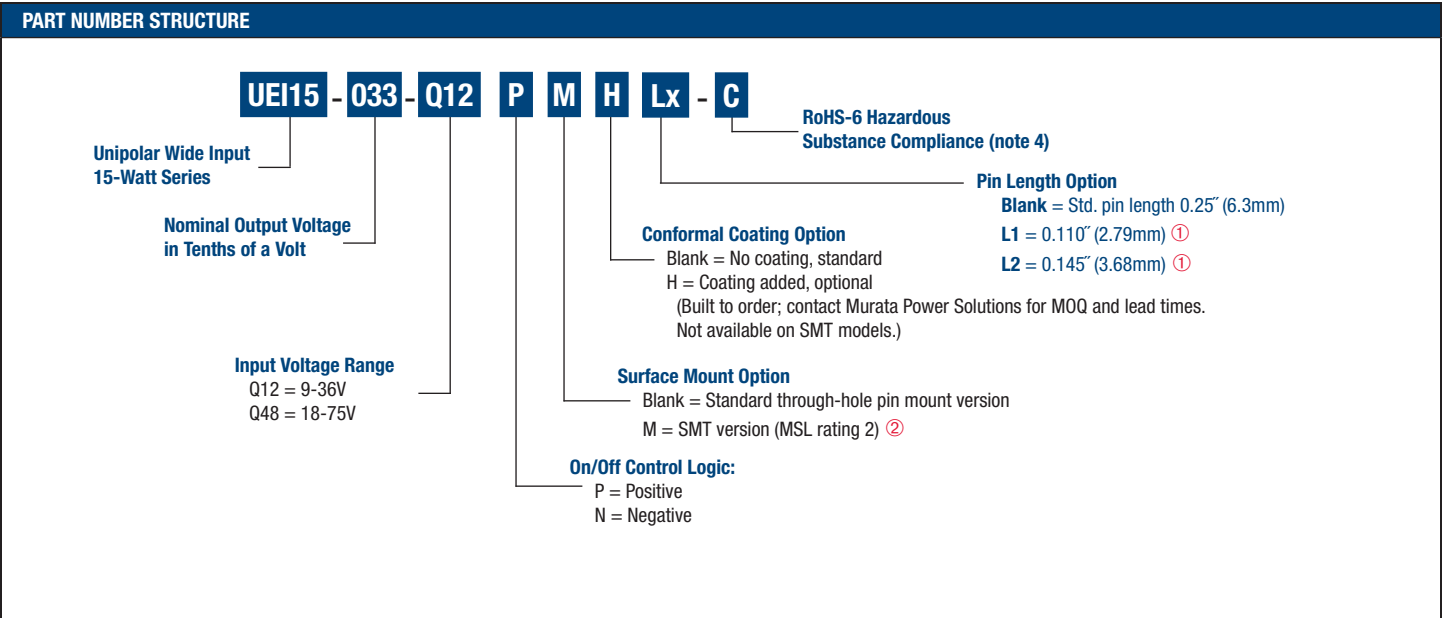 PART NUMBER STRUCTURE
UEI15 - 033 - Q12 P M H Lx - C
RoHS-6 Hazardous
Substance Compliance (note 4)
Unipolar Wide Input
15-Watt Series
Pin Length Option
Blank = Std. pin length 0.25˝ (6.3mm)
L1 = 0.110˝ (2.79mm) ①
L2 = 0.145˝ (3.68mm) ①
Nominal Output Voltage
in Tenths of a Volt
Conformal Coating Option
Blank = No coating, standard
H = Coating added, optional
(Built to order; contact Murata Power Solutions for MOQ and lead times.
Not available on SMT models.)
Input Voltage Range
Q12 = 9-36V
Q48 = 18-75V
Surface Mount Option
Blank = Standard through-hole pin mount version
M = SMT version (MSL rating 2) ②
On/Off Control Logic:
P = Positive
N = Negative